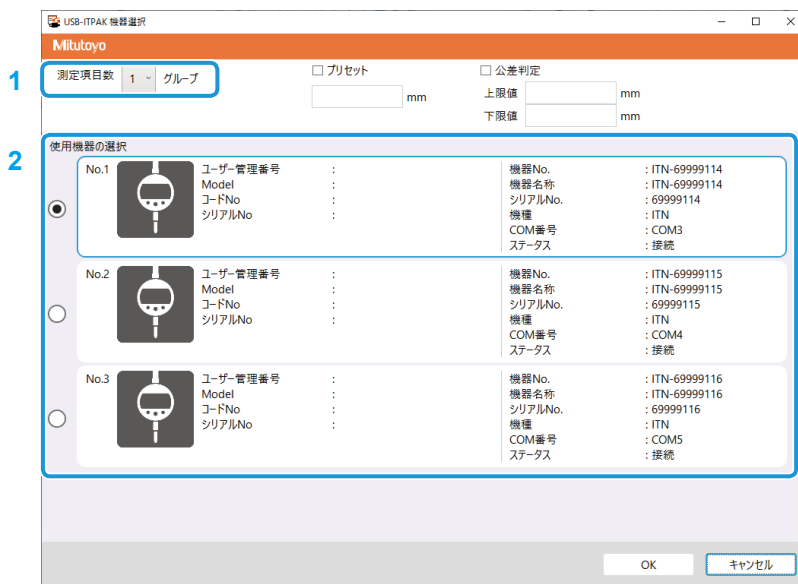 USB-ITPAK 機器選択
Mitutoyo
1
測定項目数 1 グループ
プリセット
mm
公差判定
上限値 mm
下限値 mm
2
使用機器の選択
No.1
ユーザー管理番号 :
Model :
コードNo :
シリアルNo :
機器No. : ITN-69999114
機器名称 : ITN-69999114
シリアルNo. : 69999114
機種 : ITN
COM番号 : COM3
ステータス : 接続
No.2
ユーザー管理番号 :
Model :
コードNo :
シリアルNo :
機器No. : ITN-69999115
機器名称 : ITN-69999115
シリアルNo. : 69999115
機種 : ITN
COM番号 : COM4
ステータス : 接続
No.3
ユーザー管理番号 :
Model :
コードNo :
シリアルNo :
機器No. : ITN-69999116
機器名称 : ITN-69999116
シリアルNo. : 69999116
機種 : ITN
COM番号 : COM5
ステータス : 接続
OK
キャンセル